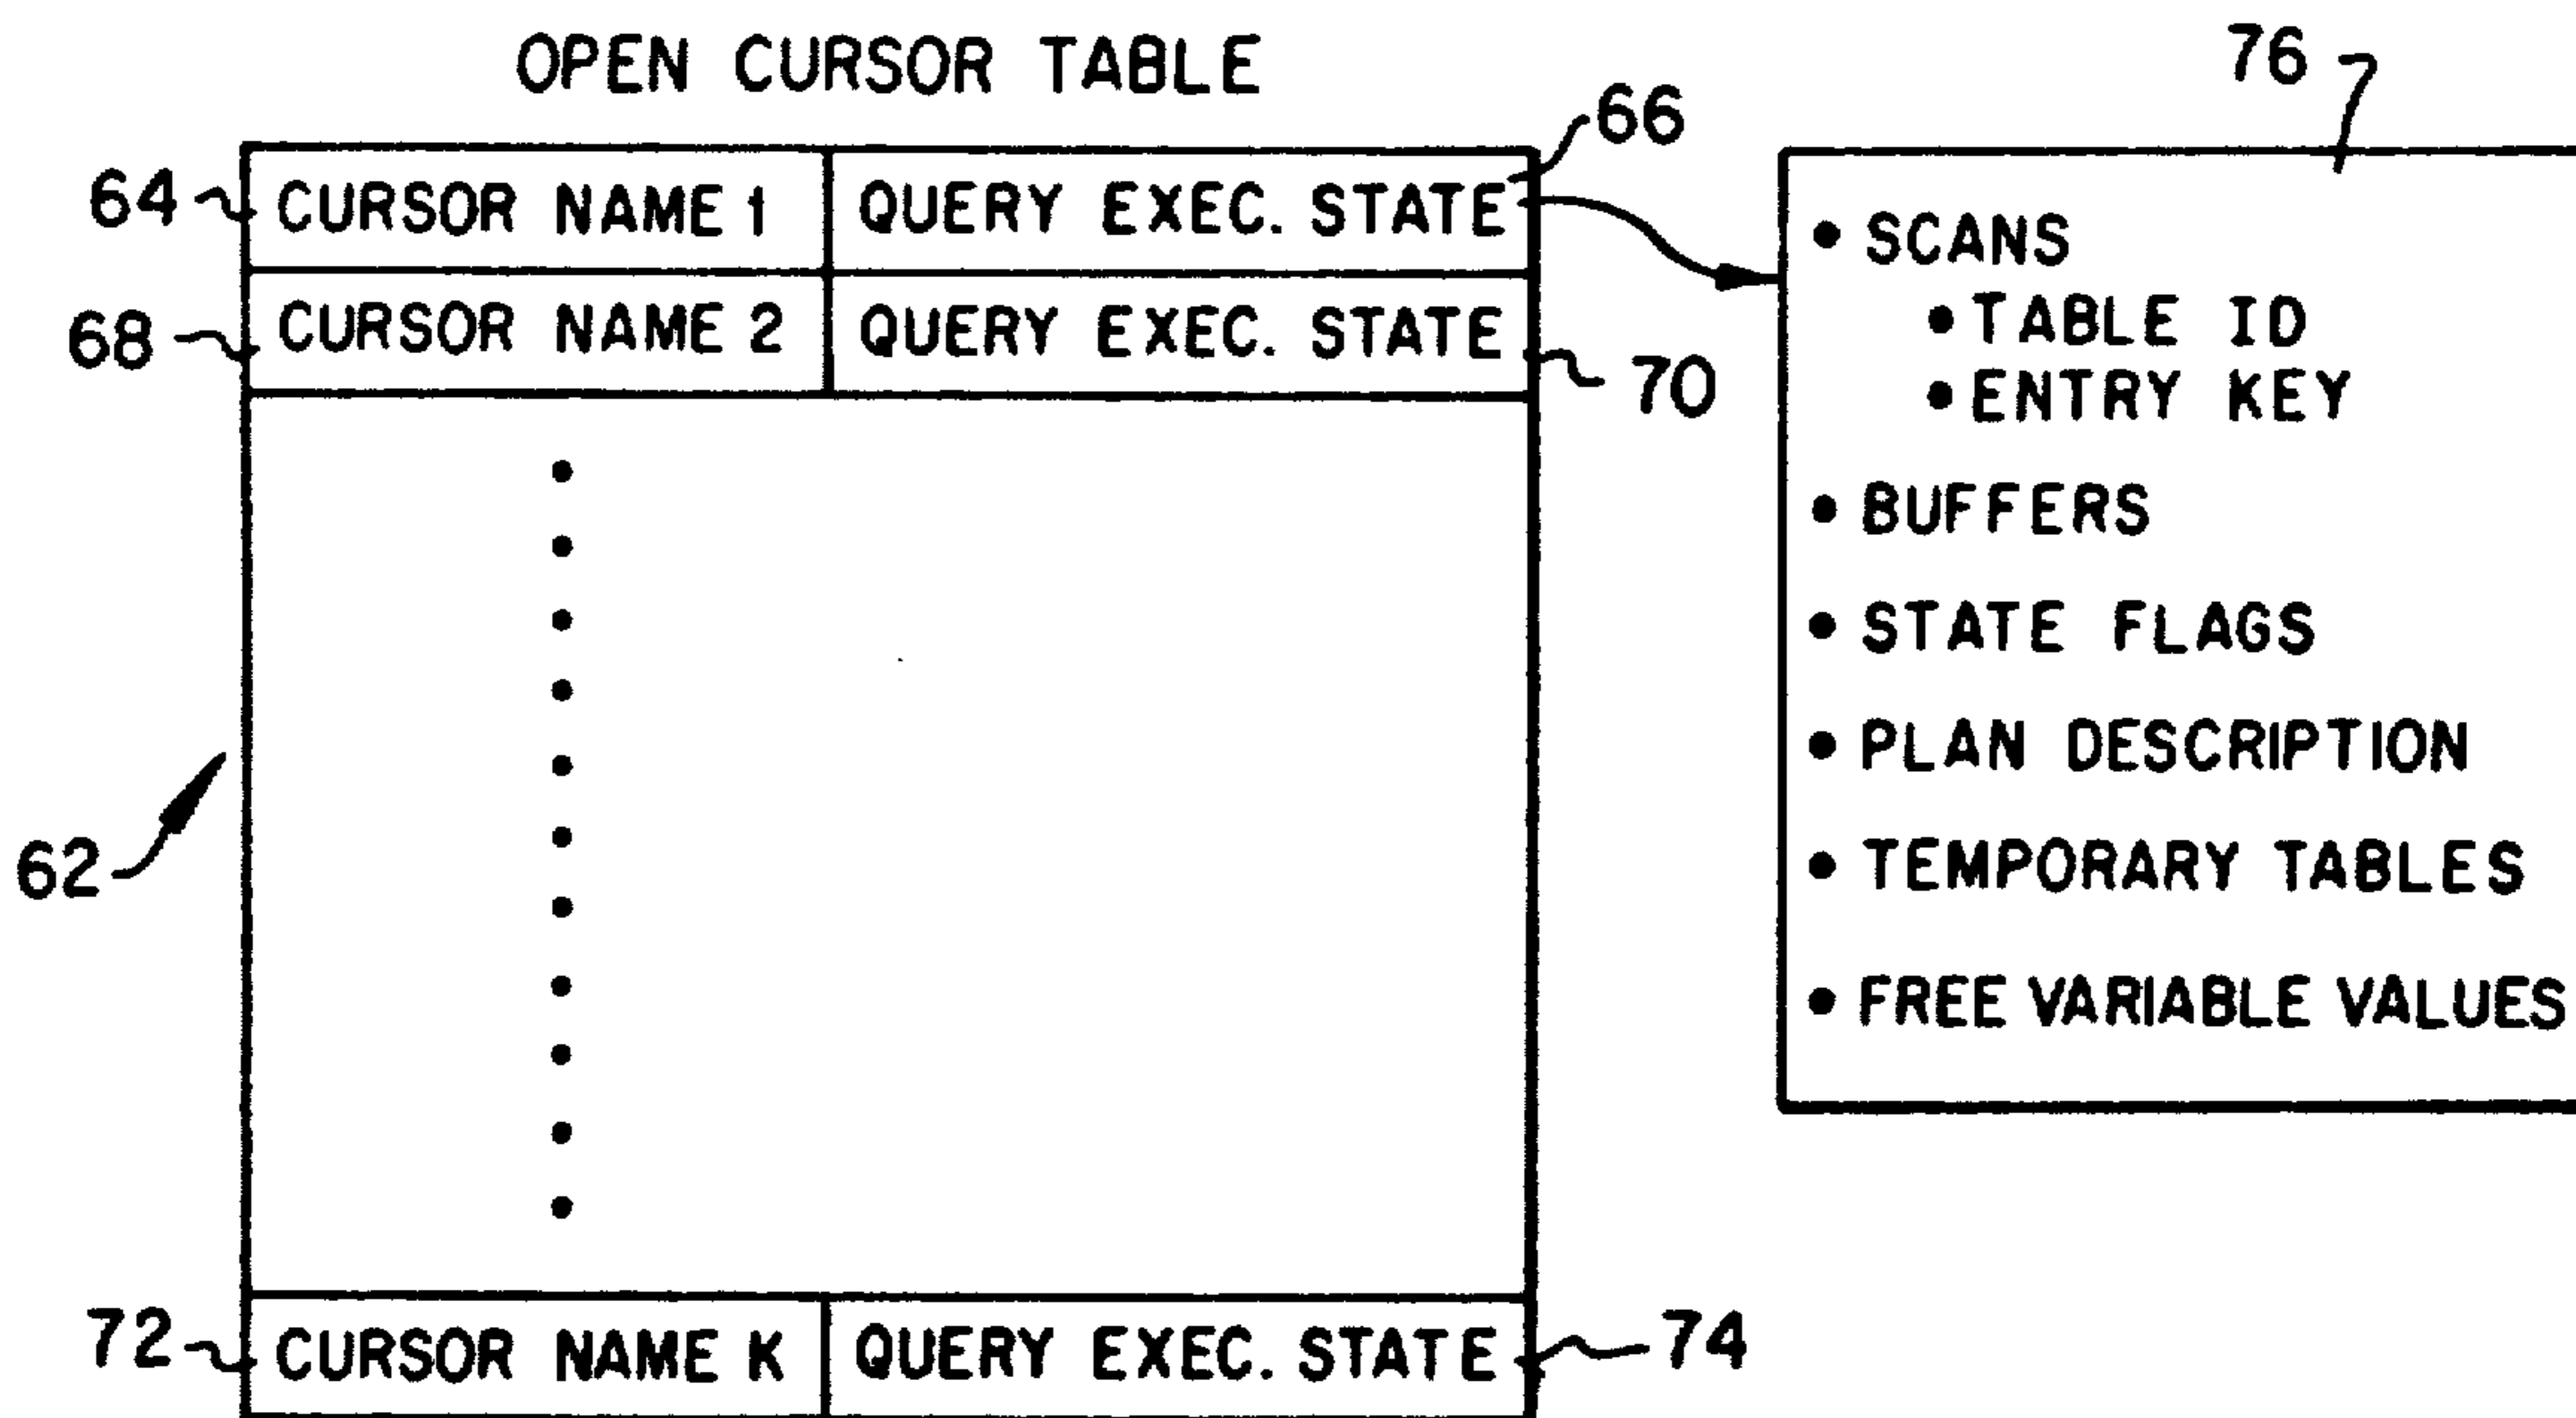 OPEN CURSOR TABLE
76
66
64 CURSOR NAME 1 QUERY EXEC. STATE
68 CURSOR NAME 2 QUERY EXEC. STATE
70
62
72 CURSOR NAME K QUERY EXEC. STATE 74
• SCANS
• TABLE ID
• ENTRY KEY
• BUFFERS
• STATE FLAGS
• PLAN DESCRIPTION
• TEMPORARY TABLES
• FREE VARIABLE VALUES